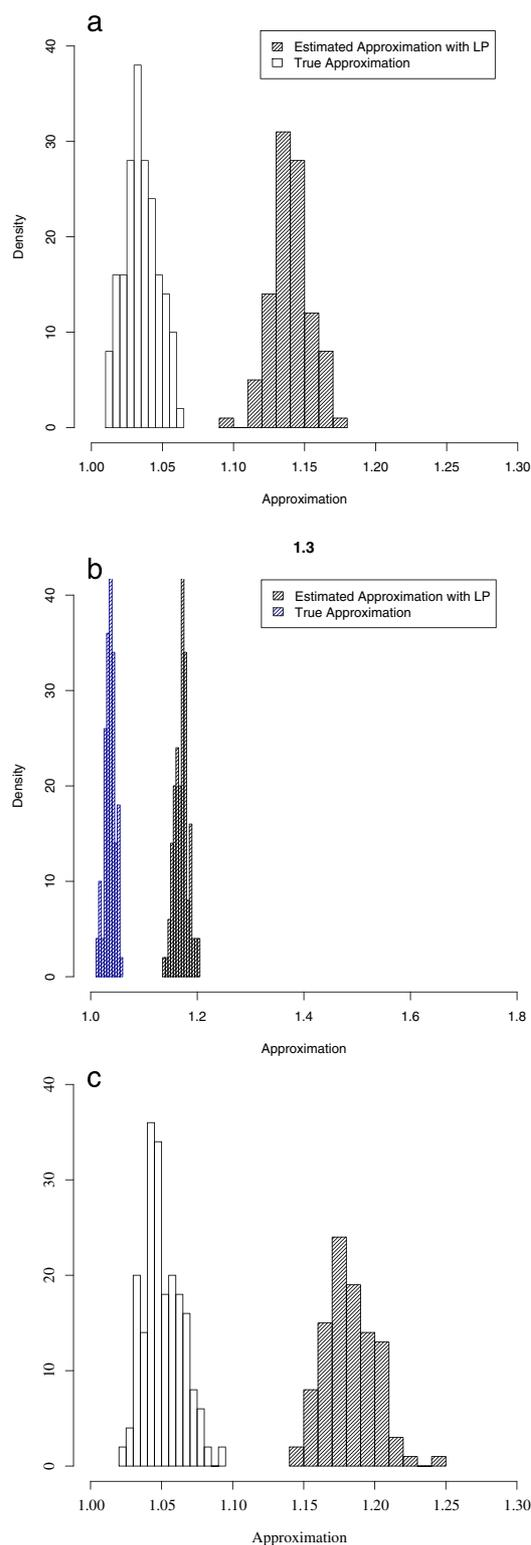 a
40
30
20
10
0
Density
Estimated Approximation with LP
True Approximation
1.00 1.05 1.10 1.15 1.20 1.25 1.30
Approximation
1.3
b
40
30
20
10
0
Density
Estimated Approximation with LP
True Approximation
1.0 1.2 1.4 1.6 1.8
Approximation
c
40
30
20
10
0
1.00 1.05 1.10 1.15 1.20 1.25 1.30
Approximation